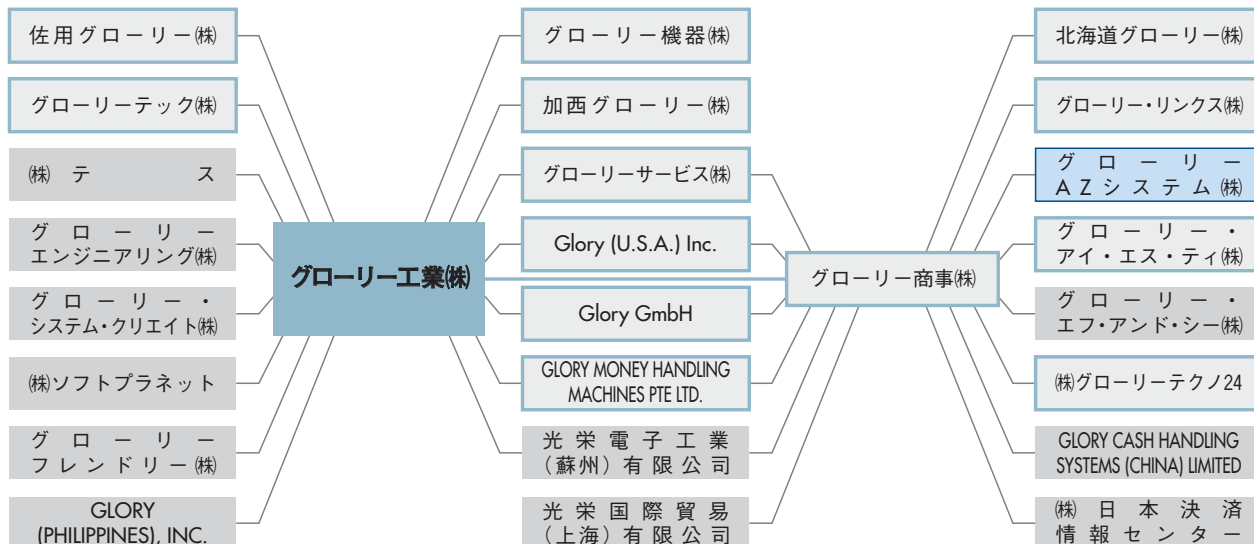 佐用グローリー㈱
グローリーテック㈱
㈱テス
グローリー
エンジニアリング㈱
グローリー・
システム・クリエイト㈱
㈱ソフトプラネット
グローリー
フレンドリー㈱
GLORY
(PHILIPPINES), INC.
グローリー工業㈱
グローリー機器㈱
加西グローリー㈱
グローリーサービス㈱
Glory (U.S.A.) Inc.
Glory GmbH
GLORY MONEY HANDLING
MACHINES PTE LTD.
光栄電子工業
（蘇州）有限公司
光栄国際貿易
（上海）有限公司
グローリー商事㈱
北海道グローリー㈱
グローリー・リンクス㈱
グローリー
AZシステム㈱
グローリー・
アイ・エス・ティ㈱
グローリー・
エフ・アンド・シー㈱
㈱グローリーテクノ24
GLORY CASH HANDLING
SYSTEMS (CHINA) LIMITED
㈱日本決済
情報センター